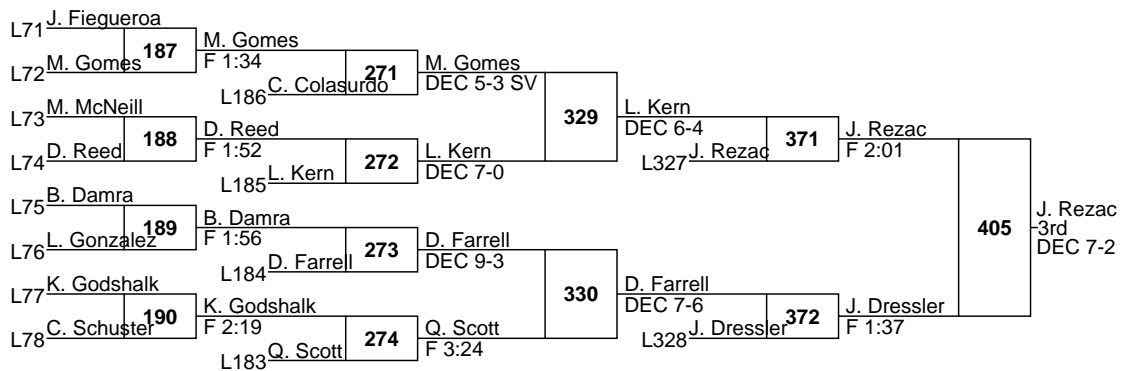 J. Fiegueroa
L71
187
M. Gomes
F 1:34
L72
M. Gomes
271
M. Gomes
DEC 5-3 SV
L186
C. Colasurdo
L73
M. McNeill
329
L. Kern
DEC 6-4
188
D. Reed
F 1:52
371
J. Rezac
F 2:01
L74
D. Reed
272
L. Kern
DEC 7-0
L327
J. Rezac
L185
L. Kern
L75
B. Damra
189
B. Damra
F 1:56
405
J. Rezac
3rd
DEC 7-2
L76
L. Gonzalez
273
D. Farrell
DEC 9-3
L184
D. Farrell
L77
K. Godshalk
330
D. Farrell
DEC 7-6
190
K. Godshalk
F 2:19
372
J. Dressler
F 1:37
L78
C. Schuster
274
Q. Scott
F 3:24
L328
J. Dressler
L183
Q. Scott